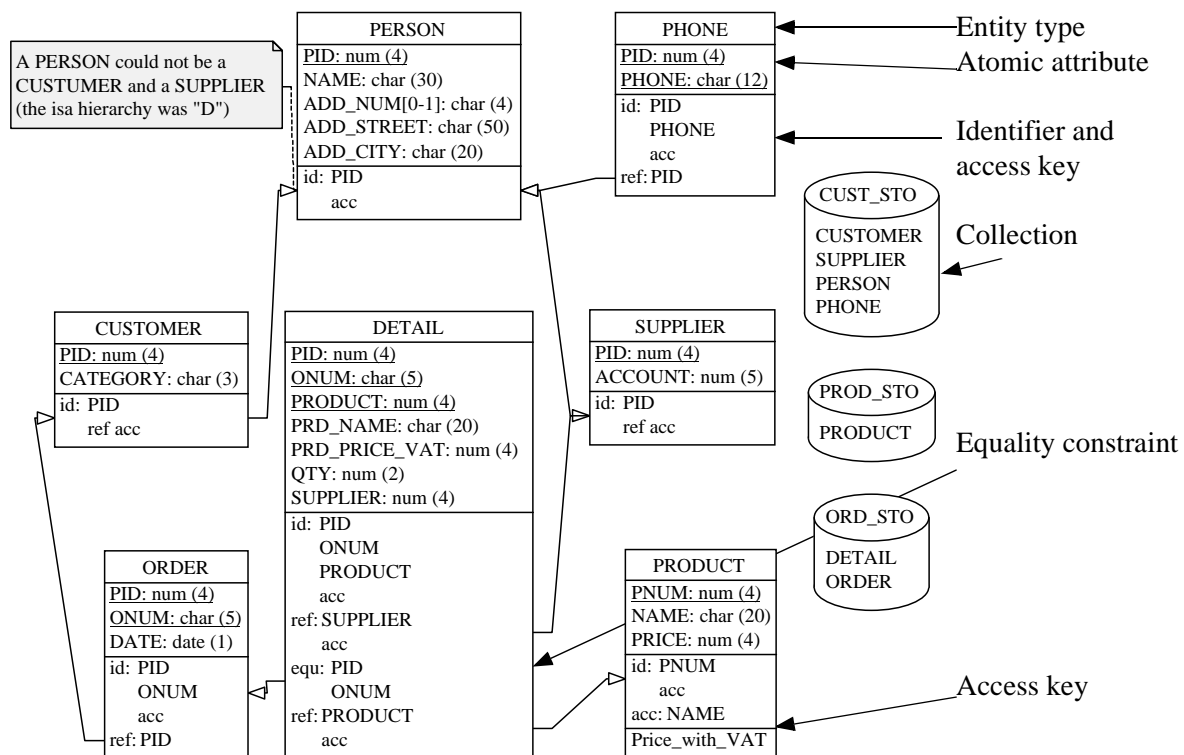 PERSON
PID: num (4)
NAME: char (30)
ADD_NUM[0-1]: char (4)
ADD_STREET: char (50)
ADD_CITY: char (20)
id: PID
acc
PHONE
PID: num (4)
PHONE: char (12)
id: PID
PHONE
acc
ref: PID
Entity type
Atomic attribute
Identifier and
access key
A PERSON could not be a
CUSTUMER and a SUPPLIER
(the isa hierarchy was "D")
CUST_STO
CUSTOMER
SUPPLIER
PERSON
PHONE
Collection
CUSTOMER
PID: num (4)
CATEGORY: char (3)
id: PID
ref acc
DETAIL
PID: num (4)
ONUM: char (5)
PRODUCT: num (4)
PRD_NAME: char (20)
PRD_PRICE_VAT: num (4)
QTY: num (2)
SUPPLIER: num (4)
id: PID
ONUM
PRODUCT
acc
ref: SUPPLIER
acc
equ: PID
ONUM
ref: PRODUCT
acc
SUPPLIER
PID: num (4)
ACCOUNT: num (5)
id: PID
ref acc
PROD_STO
PRODUCT
Equality constraint
ORD_STO
DETAIL
ORDER
ORDER
PID: num (4)
ONUM: char (5)
DATE: date (1)
id: PID
ONUM
acc
ref: PID
PRODUCT
PNUM: num (4)
NAME: char (20)
PRICE: num (4)
id: PNUM
acc
acc: NAME
Price_with_VAT
Access key